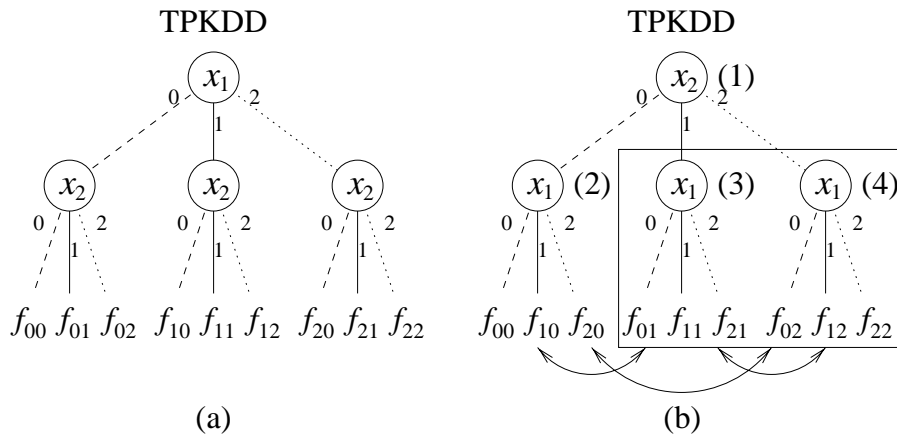 TPKDD TPKDD
x1 x2 (1)
0 2 0 2
1 1
x2 x2 x2 x1 (2) x1 (3) x1 (4)
0 2 0 2 0 2 0 2 0 2 0 2
1 1 1 1 1 1
f00 f01 f02 f10 f11 f12 f20 f21 f22 f00 f10 f20 f01 f11 f21 f02 f12 f22
(a) (b)